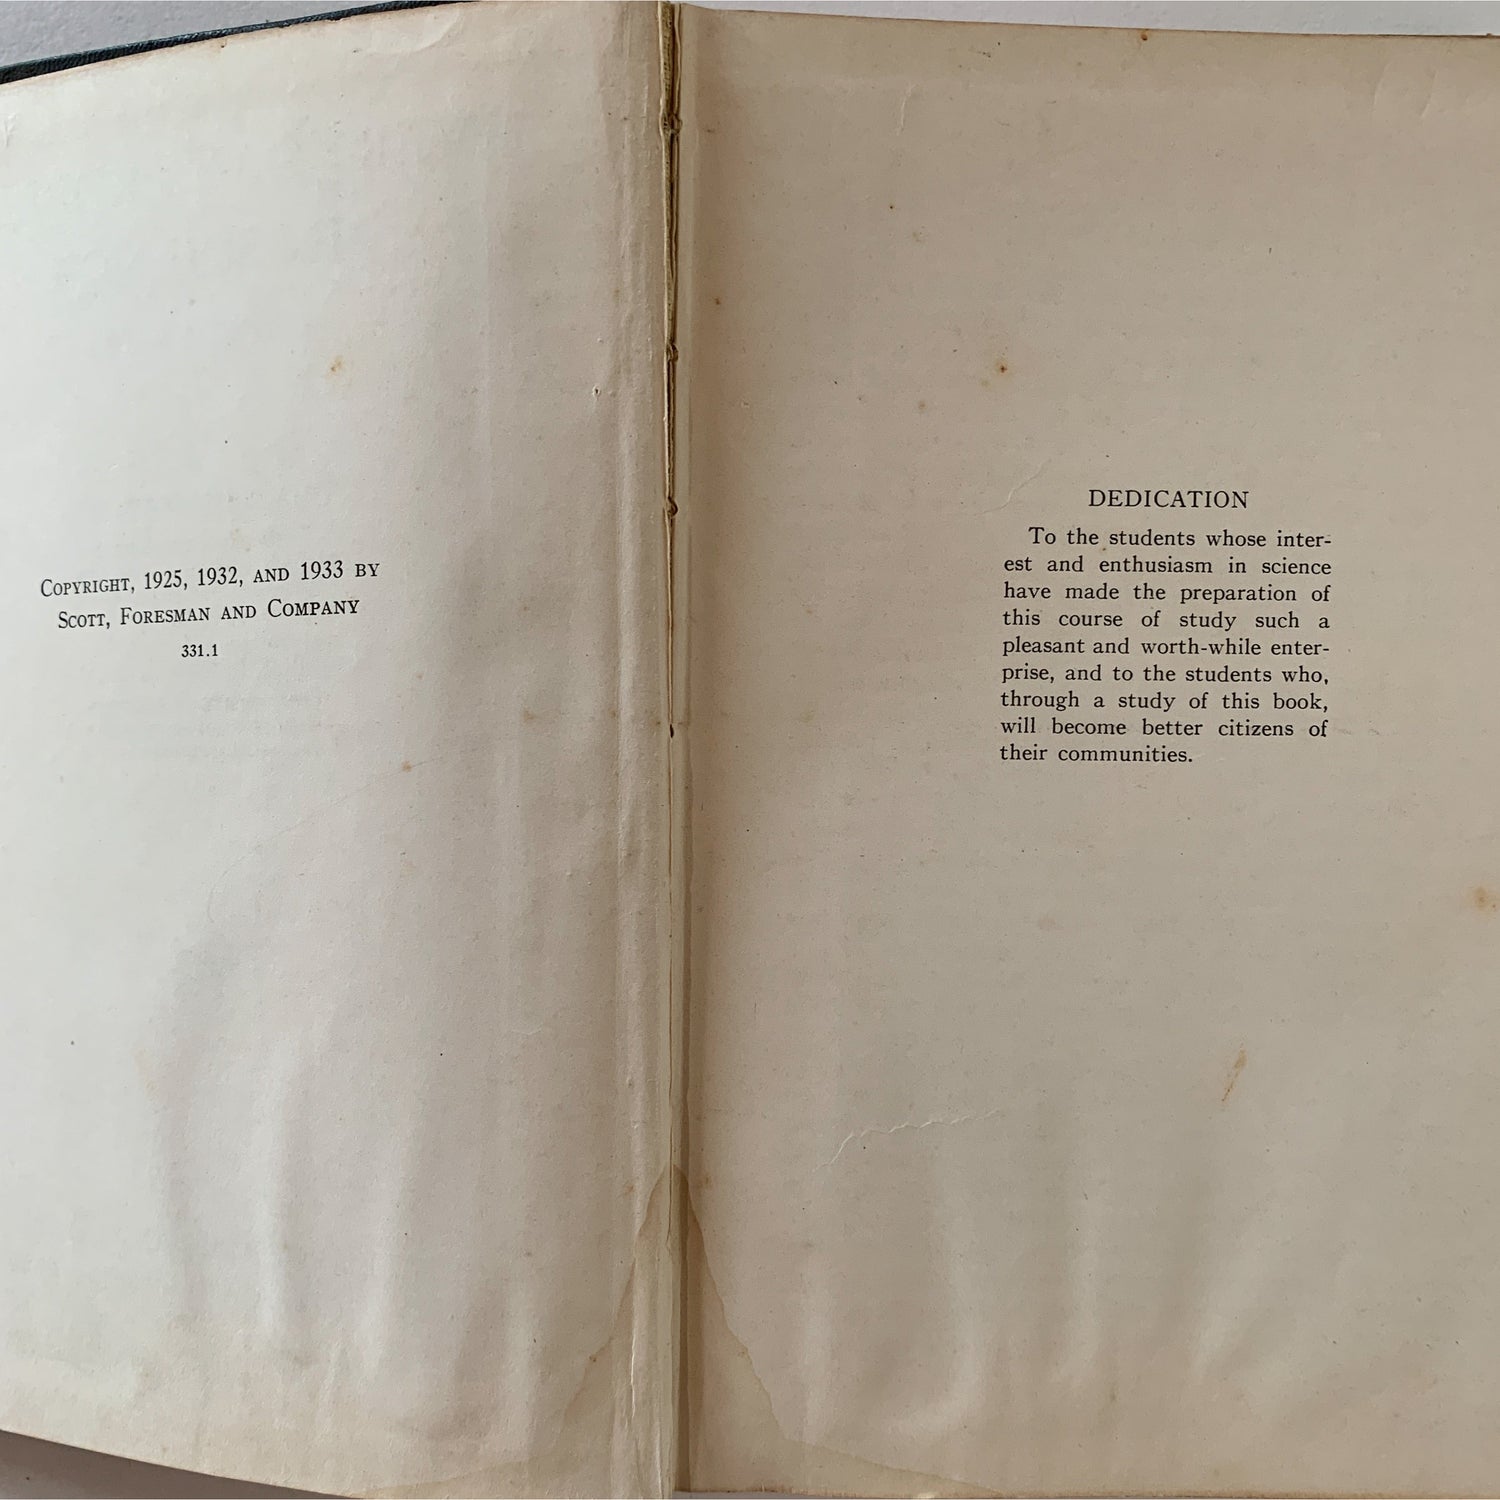 Copyright, 1925, 1932, and 1933 by
Scott, Foresman and Company
331.1
DEDICATION
To the students whose inter-
est and enthusiasm in science
have made the preparation of
this course of study such a
pleasant and worth-while enter-
prise, and to the students who,
through a study of this book,
will become better citizens of
their communities.